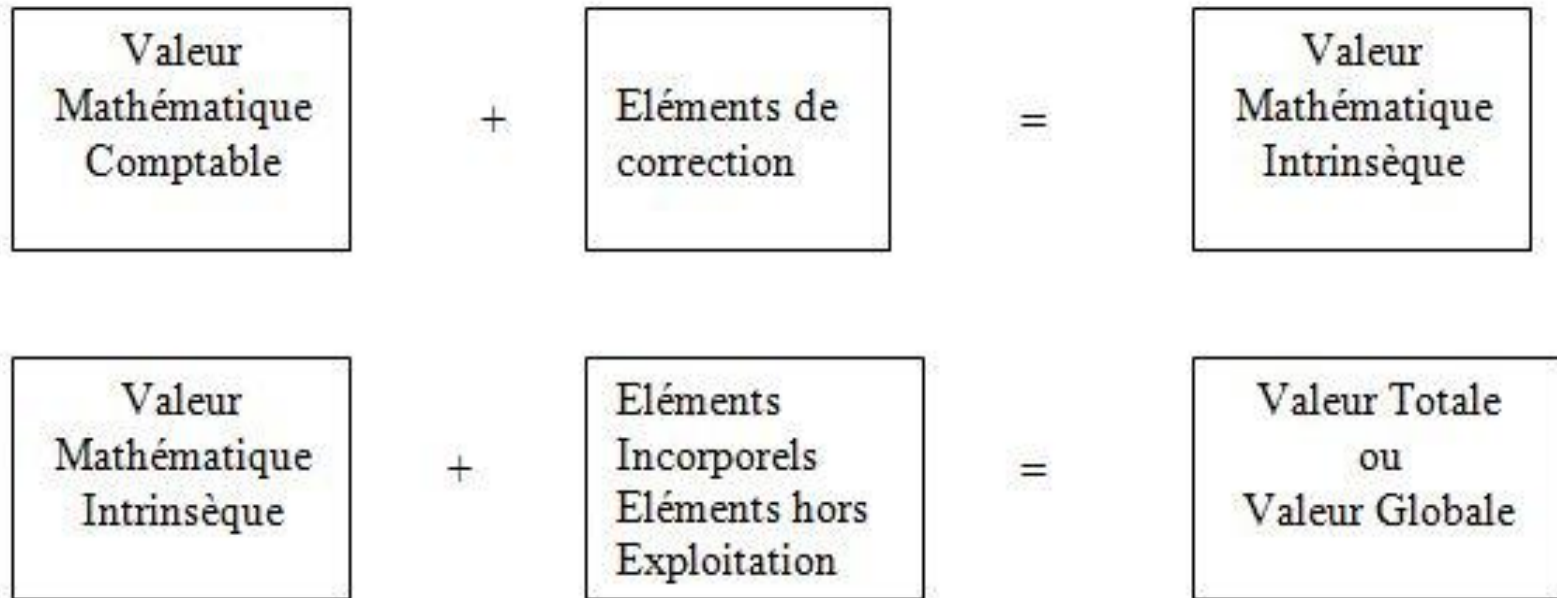 Valeur
Mathématique
Comptable
+
Eléments de
correction
=
Valeur
Mathématique
Intrinsèque
Valeur
Mathématique
Intrinsèque
+
Eléments
Incorporels
Eléments hors
Exploitation
=
Valeur Totale
ou
Valeur Globale